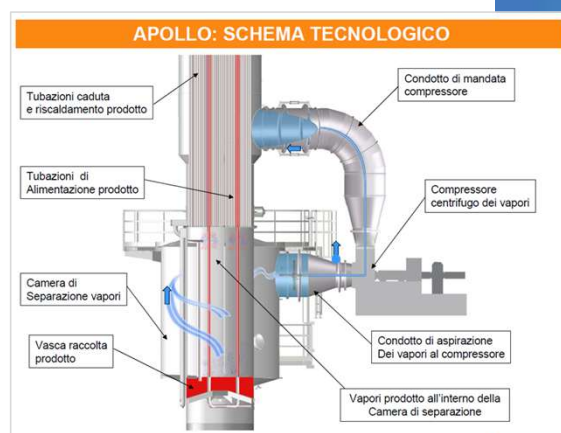 APOLLO: SCHEMA TECNOLOGICO
Tubazioni caduta
e riscaldamento prodotto
Condotto di mandata
compressore
Tubazioni di
Alimentazione prodotto
Compressore
centrifugo dei vapori
Camera di
Separazione vapori
Condotto di aspirazione
Dei vapori al compressore
Vasca raccolta
prodotto
Vapori prodotto all'interno della
Camera di separazione